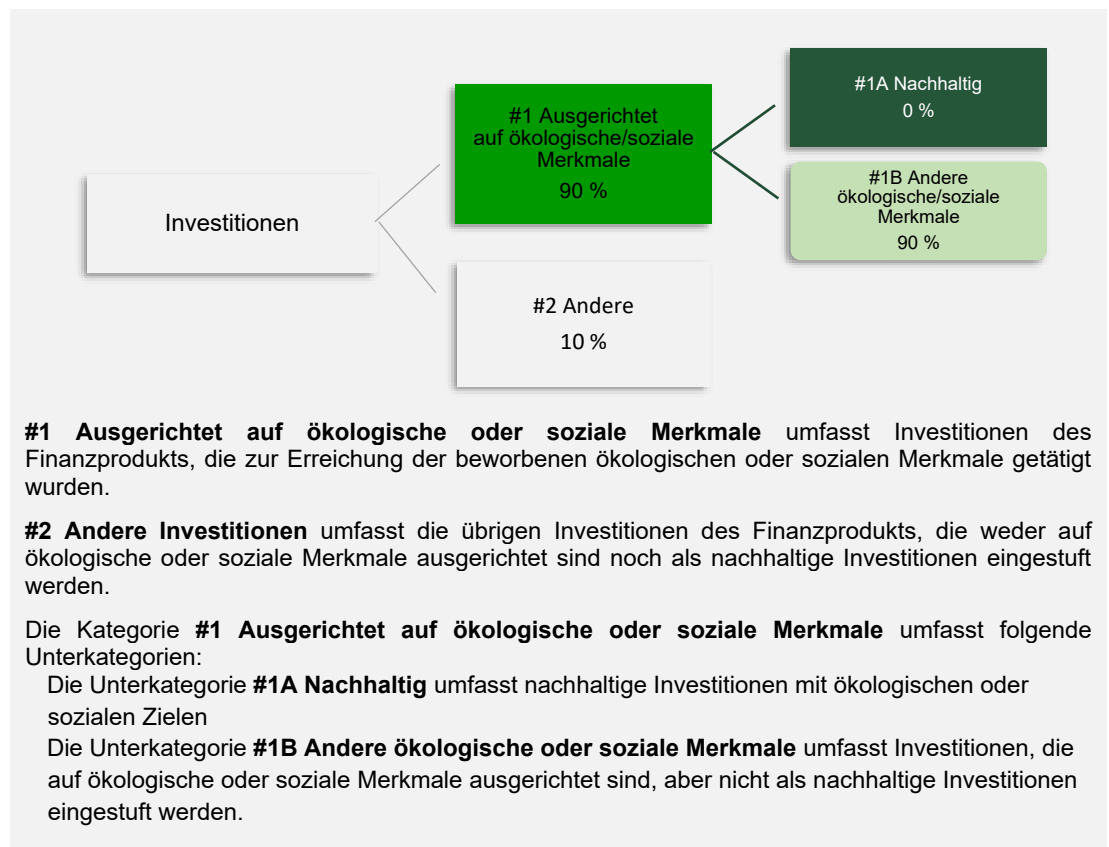 #1A Nachhaltig
0 %
#1 Ausgerichtet
auf ökologische/soziale
Merkmale
90 %
#1B Andere
ökologische/soziale
Merkmale
90 %
Investitionen
#2 Andere
10 %
#1 Ausgerichtet auf ökologische oder soziale Merkmale umfasst Investitionen des
Finanzprodukts, die zur Erreichung der beworbenen ökologischen oder sozialen Merkmale getätigt
wurden.
#2 Andere Investitionen umfasst die übrigen Investitionen des Finanzprodukts, die weder auf
ökologische oder soziale Merkmale ausgerichtet sind noch als nachhaltige Investitionen eingestuft
werden.
Die Kategorie #1 Ausgerichtet auf ökologische oder soziale Merkmale umfasst folgende
Unterkategorien:
Die Unterkategorie #1A Nachhaltig umfasst nachhaltige Investitionen mit ökologischen oder
sozialen Zielen
Die Unterkategorie #1B Andere ökologische oder soziale Merkmale umfasst Investitionen, die
auf ökologische oder soziale Merkmale ausgerichtet sind, aber nicht als nachhaltige Investitionen
eingestuft werden.